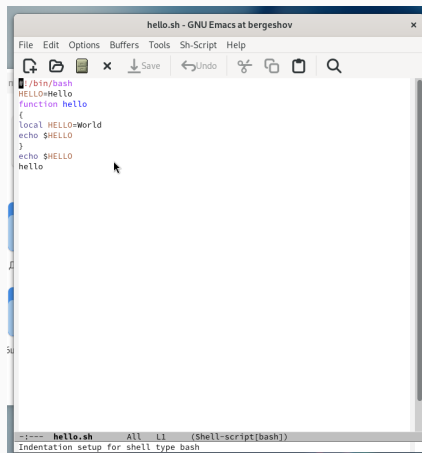 hello.sh - GNU Emacs at bergeshov
File Edit Options Buffers Tools Sh-Script Help
Save Undo
#!/bin/bash
HELLO=Hello
function hello
{
local HELLO=World
echo $HELLO
}
echo $HELLO
hello
-:--- hello.sh All L1 (Shell-script[bash])
Indentation setup for shell type bash